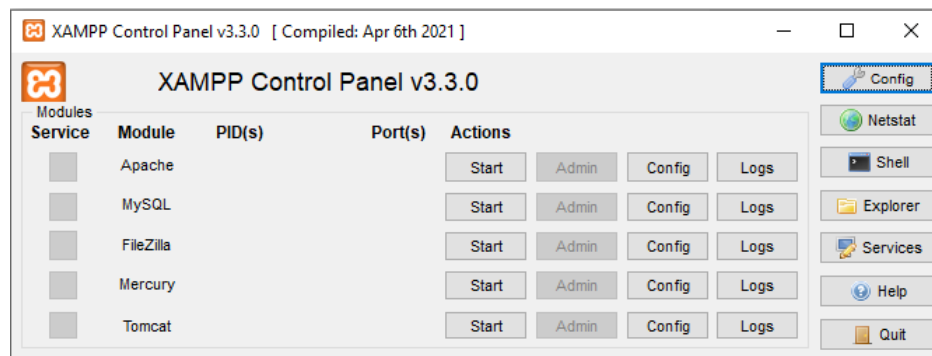 XAMPP Control Panel v3.3.0 [ Compiled: Apr 6th 2021 ]
XAMPP Control Panel v3.3.0
Config
Modules
Netstat
Service Module PID(s) Port(s) Actions
Apache Start Admin Config Logs
Shell
MySQL Start Admin Config Logs
Explorer
FileZilla Start Admin Config Logs
Services
Mercury Start Admin Config Logs
Help
Tomcat Start Admin Config Logs
Quit